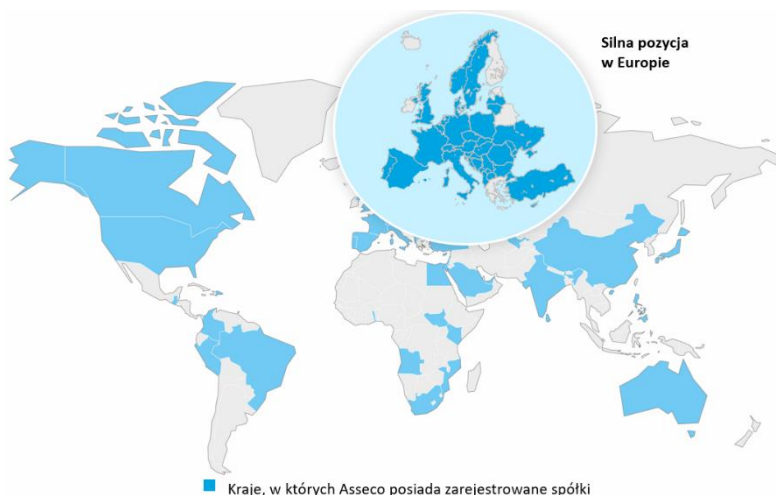 Silna pozycja
w Europie
Kraje, w których Asseco posiada zarejestrowane spółki